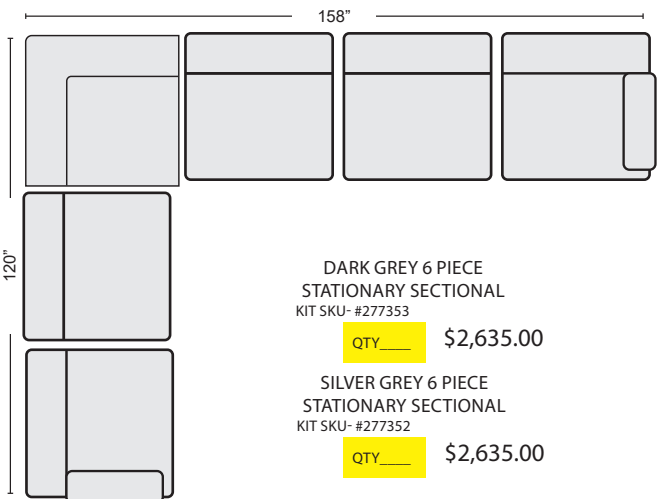 158”
120”
DARK GREY 6 PIECE
STATIONARY SECTIONAL
KIT SKU- #277353
QTY____ $2,635.00
SILVER GREY 6 PIECE
STATIONARY SECTIONAL
KIT SKU- #277352
QTY____ $2,635.00